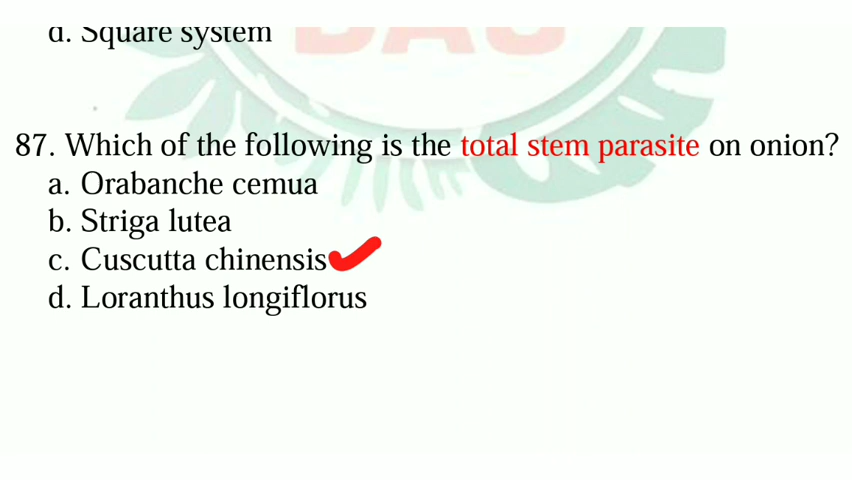 d. Square system
DAC
87. Which of the following is the total stem parasite on onion?
a. Orabanche cemua
b. Striga lutea
c. Cuscutta chinensis
d. Loranthus longiflorus